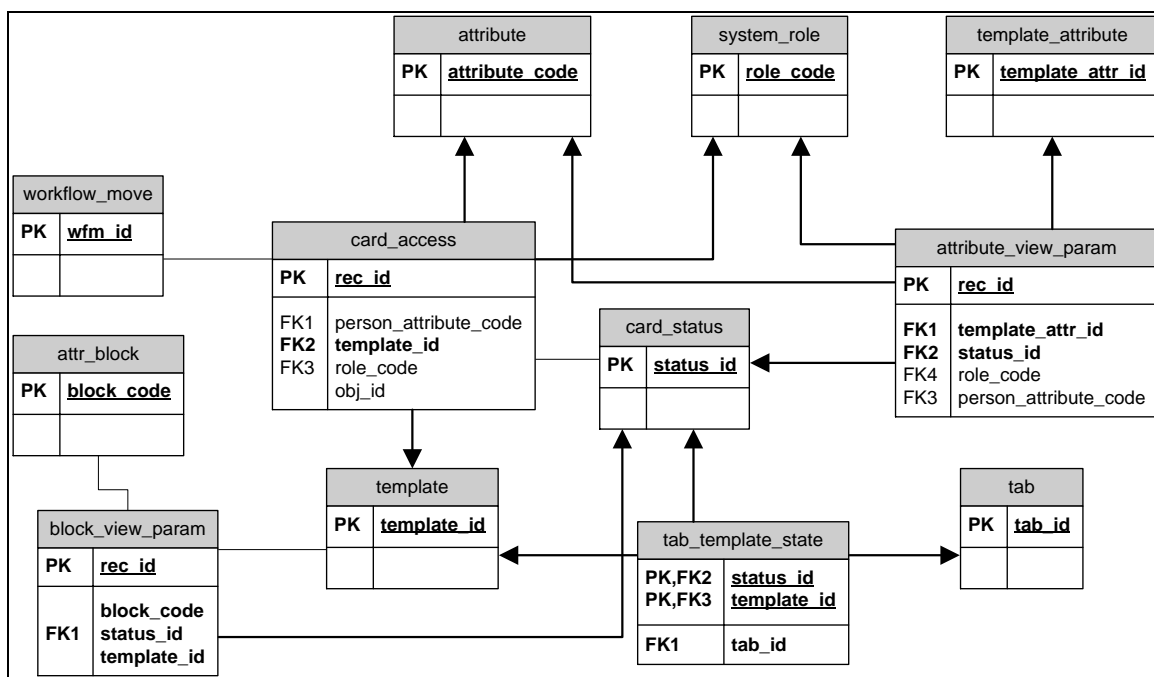 attribute
PK attribute_code
system_role
PK role_code
template_attribute
PK template_attr_id
workflow_move
PK wfm_id
card_access
PK rec_id
FK1 person_attribute_code
FK2 template_id
FK3 role_code
obj_id
attribute_view_param
PK rec_id
FK1 template_attr_id
FK2 status_id
FK4 role_code
FK3 person_attribute_code
card_status
PK status_id
attr_block
PK block_code
template
PK template_id
tab
PK tab_id
block_view_param
PK rec_id
block_code
FK1 status_id
template_id
tab_template_state
PK,FK2 status_id
PK,FK3 template_id
FK1 tab_id